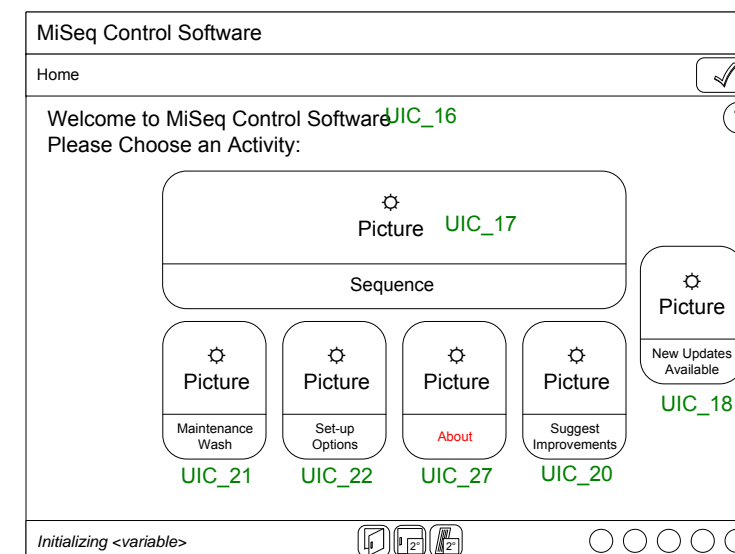 MiSeq Control Software
Home
Welcome to MiSeq Control Software UIC_16
Please Choose an Activity:
Picture UIC_17
Sequence
Picture
New Updates
Available
UIC_18
Picture Picture Picture Picture
Maintenance
Wash
Set-up
Options
About
Suggest
Improvements
UIC_21 UIC_22 UIC_27 UIC_20
Initializing <variable>
2° 2°